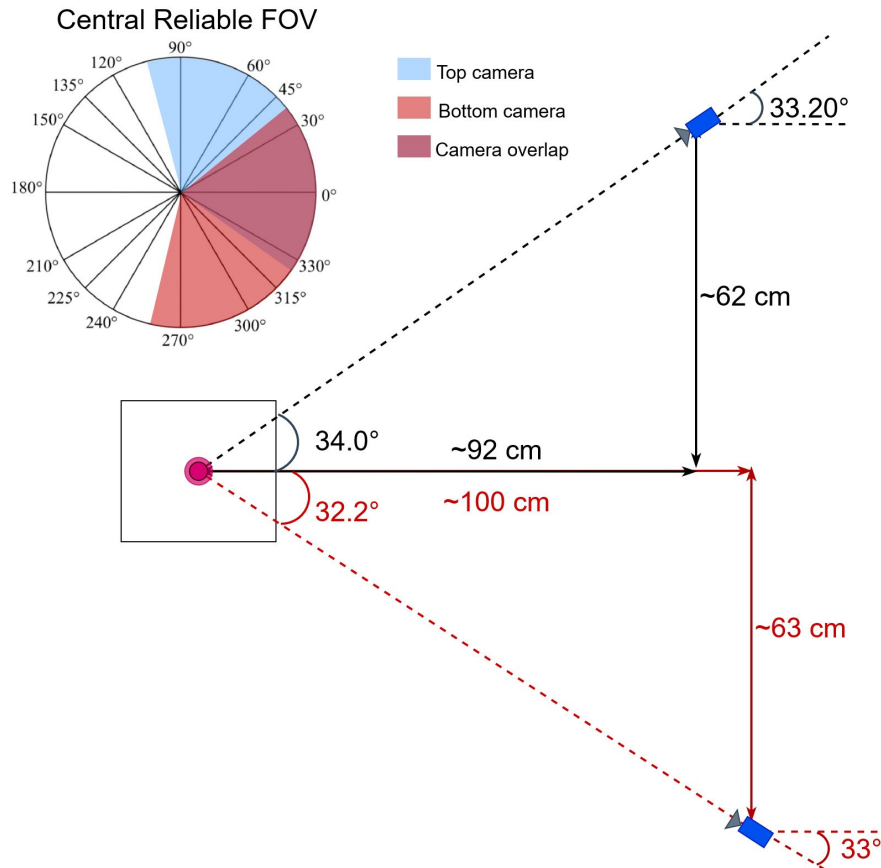 Central Reliable FOV
90°
120°
60°
135°
45°
150°
30°
180°
0°
210°
330°
225°
315°
240°
300°
270°
Top camera
Bottom camera
Camera overlap
33.20°
~62 cm
34.0°
~92 cm
32.2°
~100 cm
~63 cm
33°